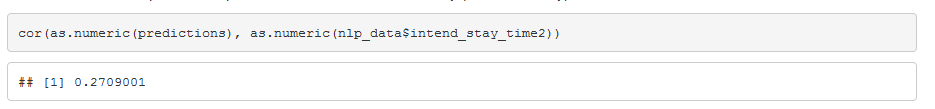 cor(as.numeric(predictions), as.numeric(nlp_data$intend_stay_time2))
## [1] 0.2709001